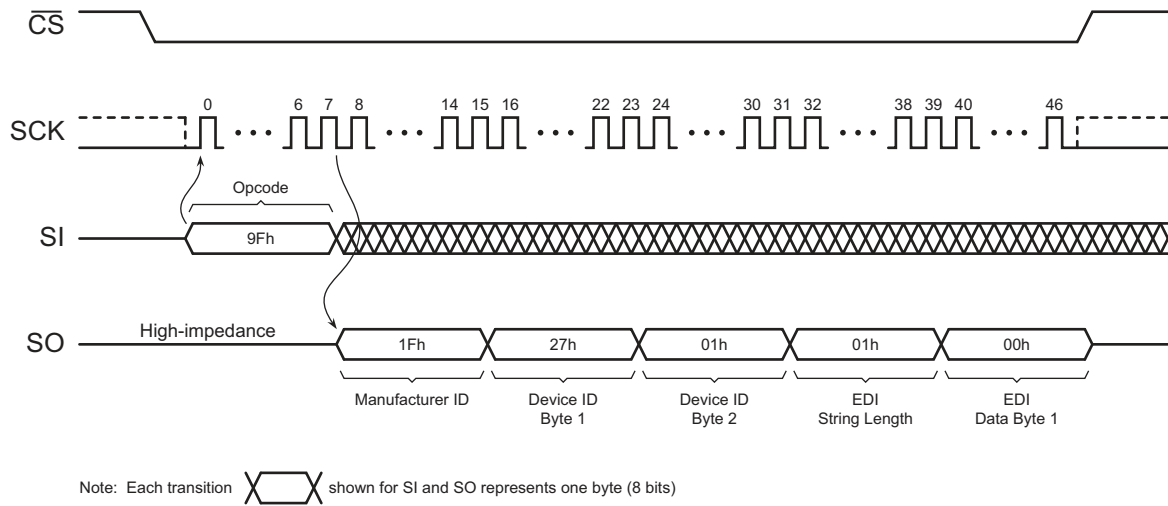 CS
0 6 7 8 14 15 16 22 23 24 30 31 32 38 39 40 46
SCK
Opcode
SI
9Fh
High-impedance
SO
1Fh 27h 01h 01h 00h
Manufacturer ID
Device ID
Byte 1
Device ID
Byte 2
EDI
String Length
EDI
Data Byte 1
Note: Each transition shown for SI and SO represents one byte (8 bits)